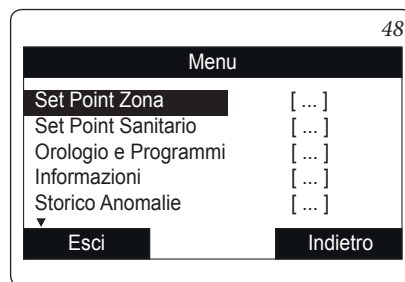 48
Menu
Set Point Zona [ ... ]
Set Point Sanitario [ ... ]
Orologio e Programmi [ ... ]
Informazioni [ ... ]
Storico Anomalie [ ... ]
▼
Esci Indietro